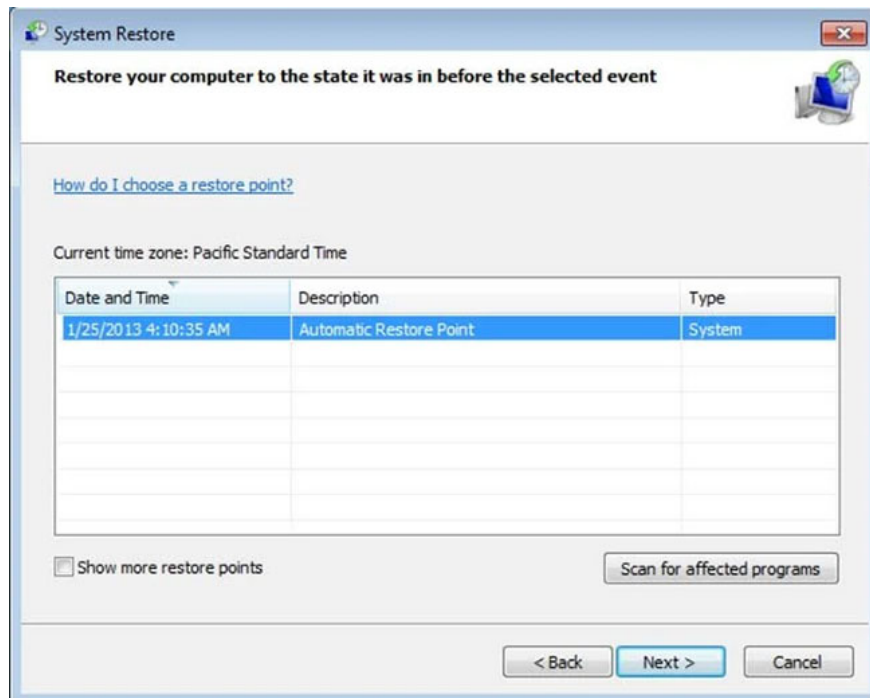 System Restore
Restore your computer to the state it was in before the selected event
How do I choose a restore point?
Current time zone: Pacific Standard Time
Date and Time Description Type
1/25/2013 4:10:35 AM Automatic Restore Point System
Show more restore points Scan for affected programs
< Back Next > Cancel